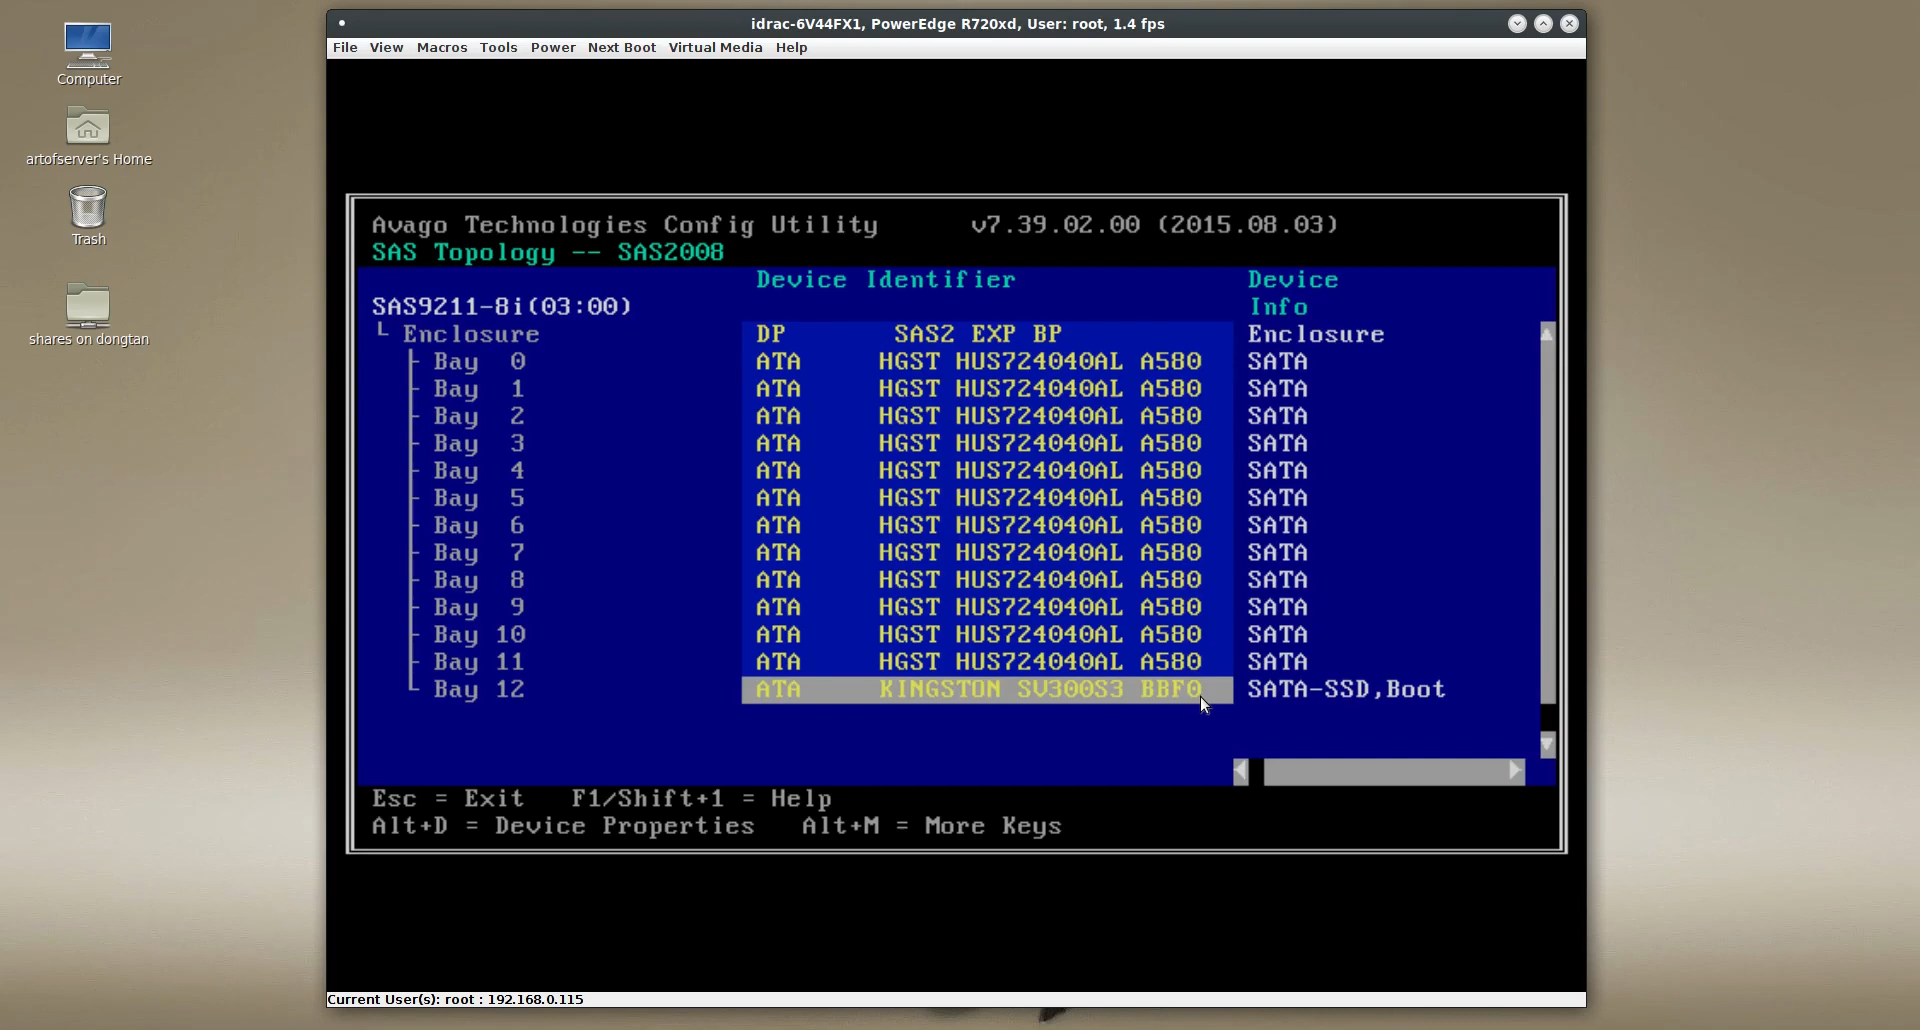 Computer
artofserver's Home
Trash
shares on dongtan
idrac-6V44FX1, PowerEdge R720xd, User: root, 1.4 fps
File View Macros Tools Power Next Boot Virtual Media Help
Avago Technologies Config Utility v7.39.02.00 (2015.08.03)
SAS Topology -- SAS2008
Device Identifier Device
SAS9211-8i(03:00) Info
Enclosure DP SAS2 EXP BP Enclosure
Bay 0 ATA HGST HUS724040AL A580 SATA
Bay 1 ATA HGST HUS724040AL A580 SATA
Bay 2 ATA HGST HUS724040AL A580 SATA
Bay 3 ATA HGST HUS724040AL A580 SATA
Bay 4 ATA HGST HUS724040AL A580 SATA
Bay 5 ATA HGST HUS724040AL A580 SATA
Bay 6 ATA HGST HUS724040AL A580 SATA
Bay 7 ATA HGST HUS724040AL A580 SATA
Bay 8 ATA HGST HUS724040AL A580 SATA
Bay 9 ATA HGST HUS724040AL A580 SATA
Bay 10 ATA HGST HUS724040AL A580 SATA
Bay 11 ATA HGST HUS724040AL A580 SATA
Bay 12 ATA KINGSTON SV300S3 BBF0 SATA-SSD,Boot
Esc = Exit F1/Shift+1 = Help
Alt+D = Device Properties Alt+M = More Keys
Current User(s): root : 192.168.0.115